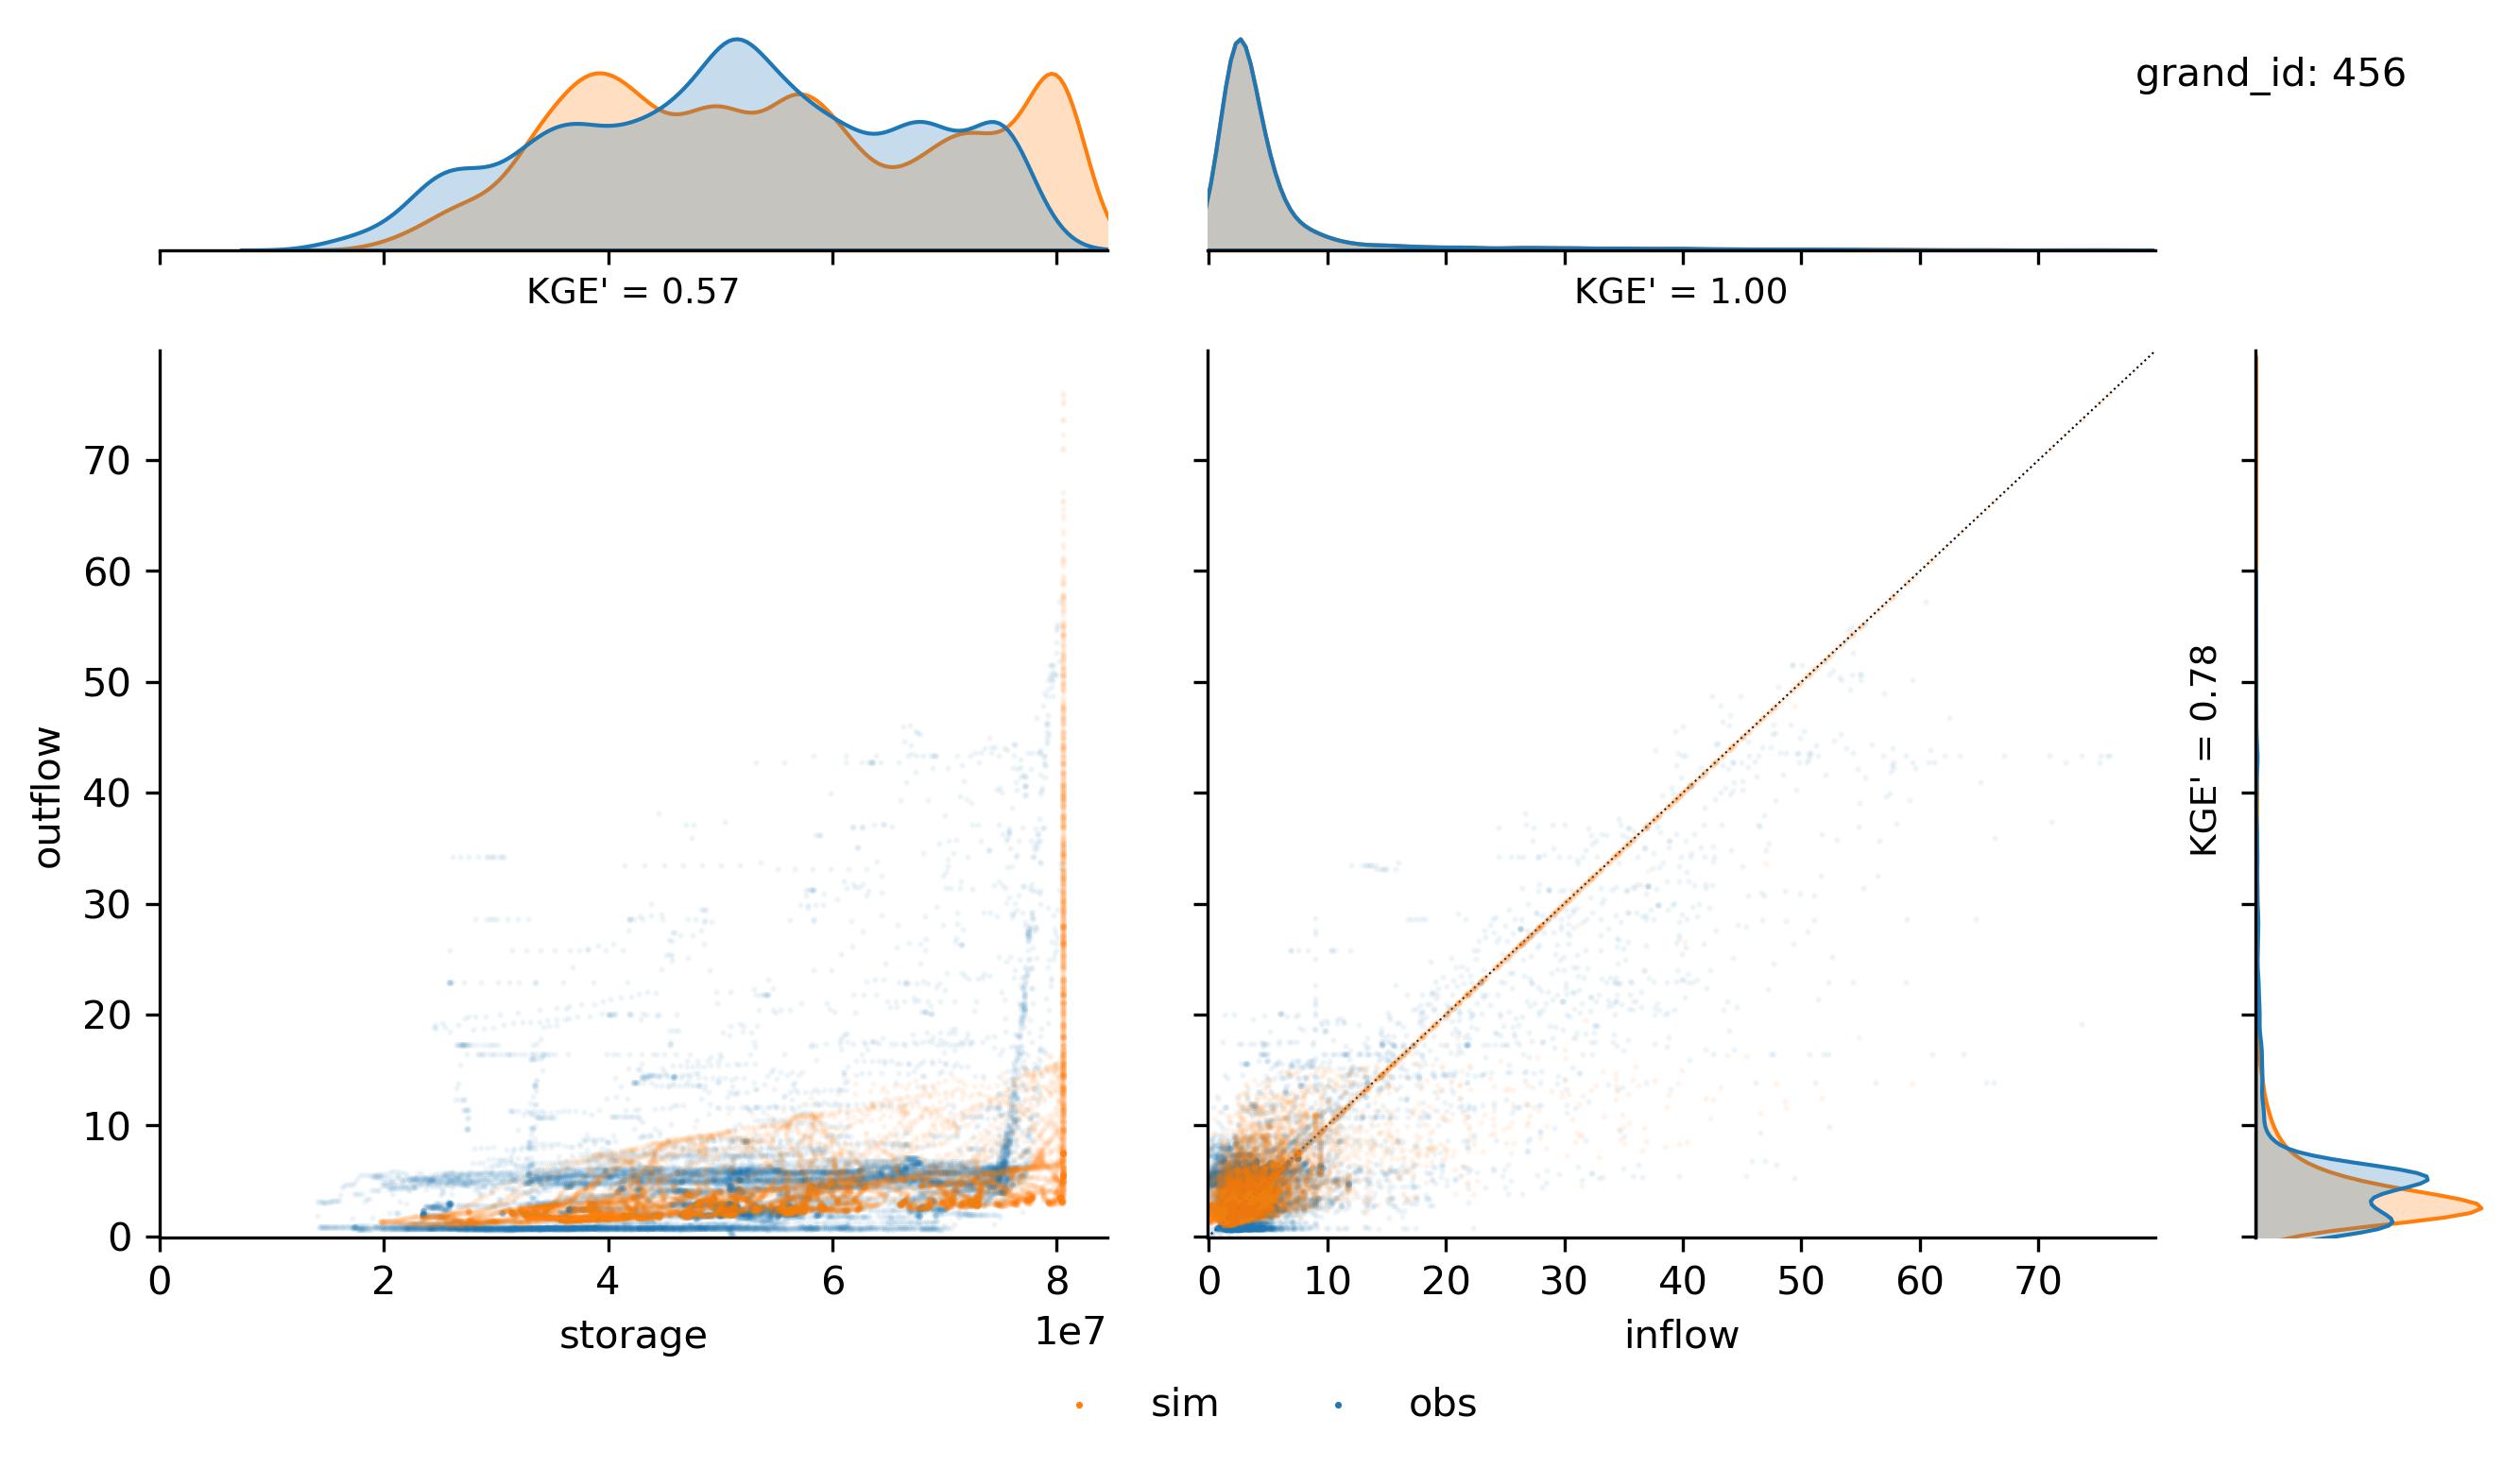 grand_id: 456
KGE' = 0.57
KGE' = 1.00
70
60
50
40
30
20
10
0
outflow
KGE' = 0.78
0 2 4 6 8
1e7
storage
0 10 20 30 40 50 60 70
inflow
sim obs